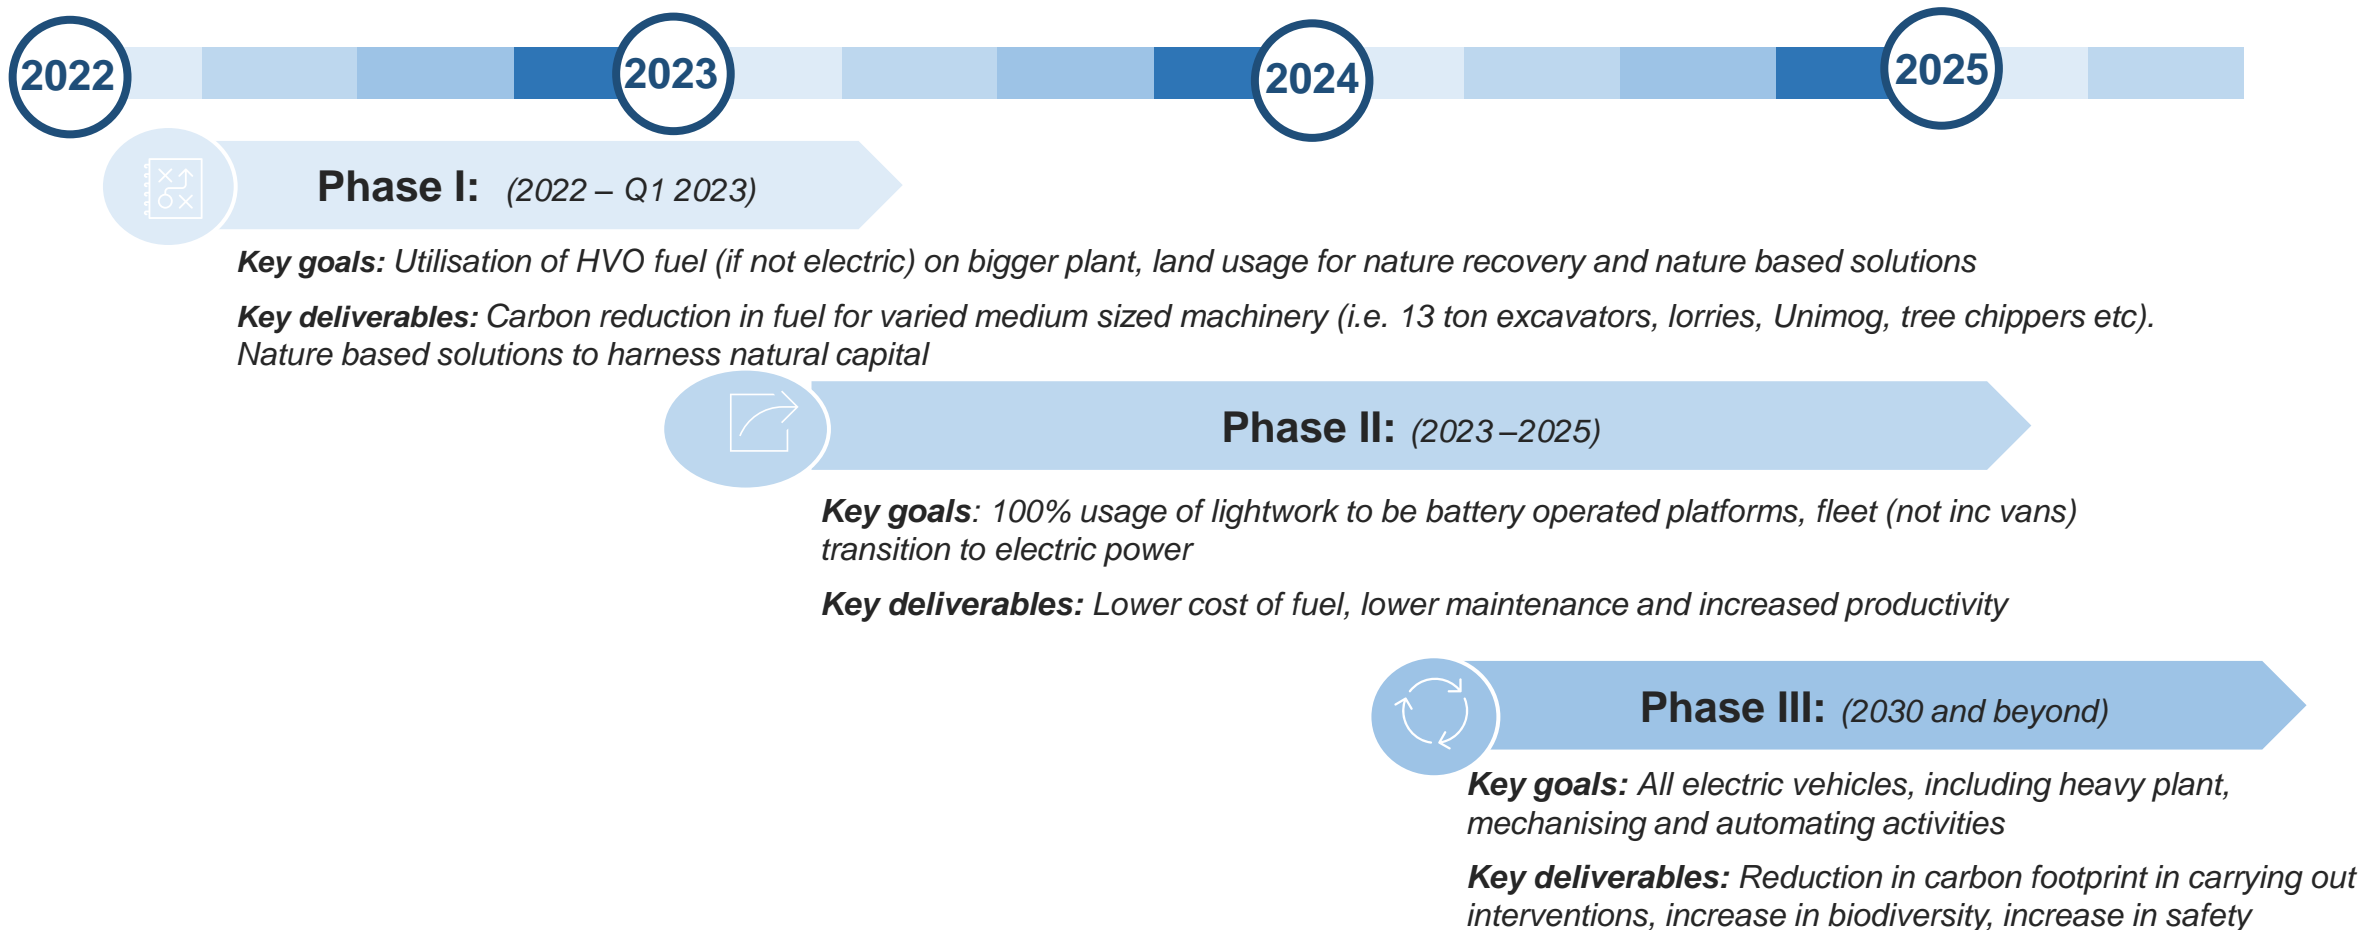 2022
2023
2024
2025
Phase I: (2022 – Q1 2023)
Key goals: Utilisation of HVO fuel (if not electric) on bigger plant, land usage for nature recovery and nature based solutions
Key deliverables: Carbon reduction in fuel for varied medium sized machinery (i.e. 13 ton excavators, lorries, Unimog, tree chippers etc).
Nature based solutions to harness natural capital
Phase II: (2023 –2025)
Key goals: 100% usage of lightwork to be battery operated platforms, fleet (not inc vans)
transition to electric power
Key deliverables: Lower cost of fuel, lower maintenance and increased productivity
Phase III: (2030 and beyond)
Key goals: All electric vehicles, including heavy plant,
mechanising and automating activities
Key deliverables: Reduction in carbon footprint in carrying out
interventions, increase in biodiversity, increase in safety